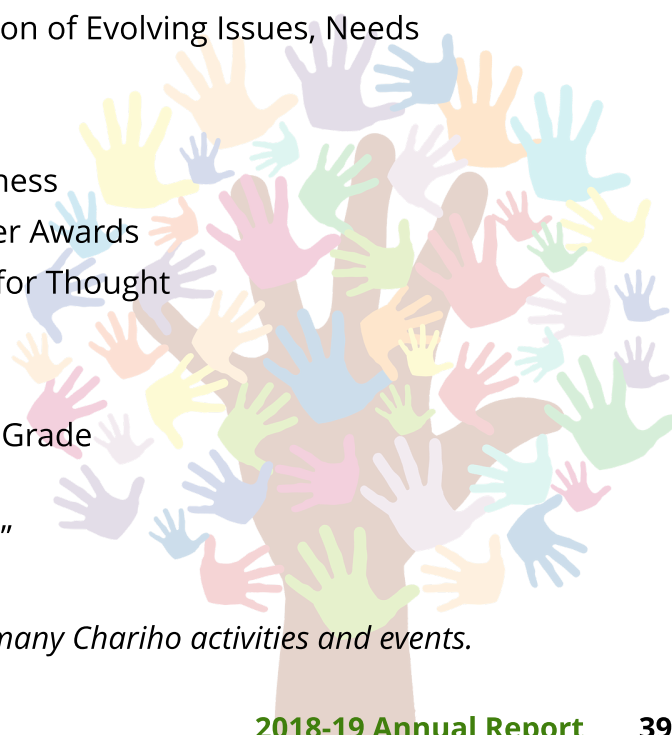 on of Evolving Issues, Needs
ness
er Awards
for Thought
Grade
”
many Chariho activities and events.
2018-19 Annual Report 39